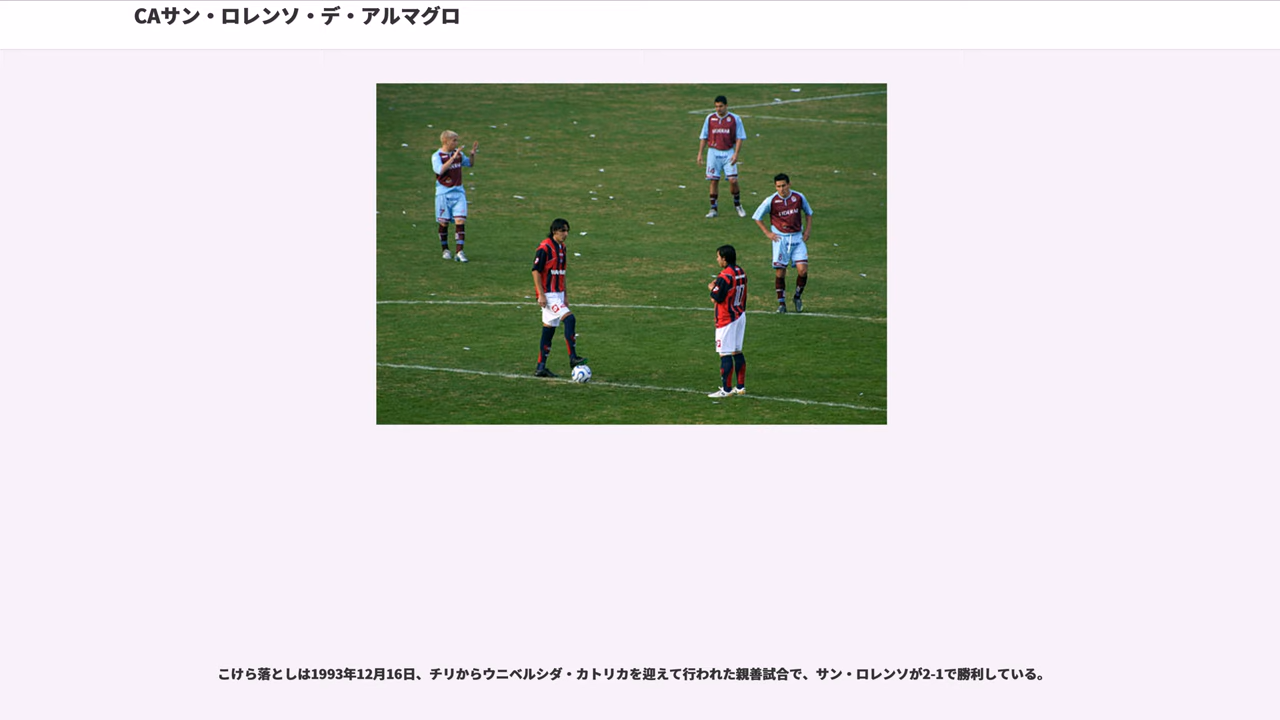 CAサン・ロレンソ・デ・アルマグロ
こけら落としは1993年12月16日、チリからウニベルシダ・カトリカを迎えて行われた親善試合で、サン・ロレンソが2-1で勝利している。